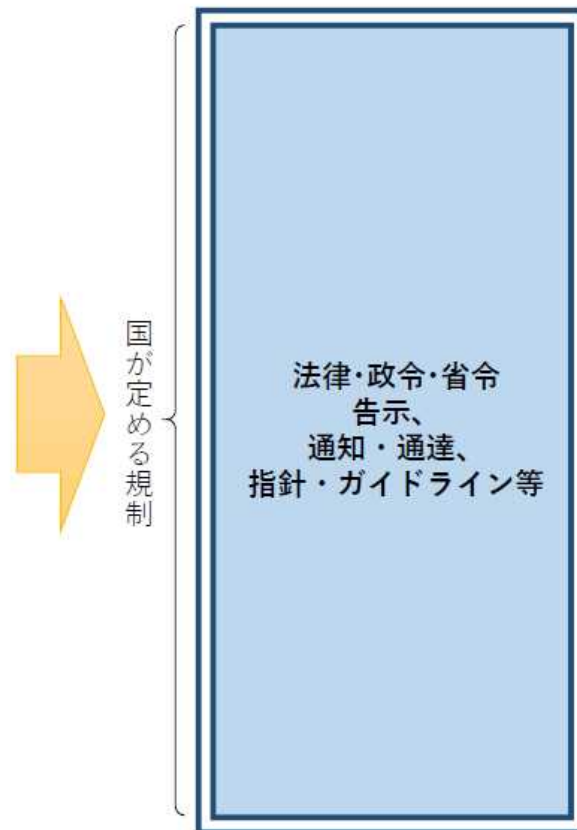 国が定める規制
法律・政令・省令
告示、
通知・通達、
指針・ガイドライン等